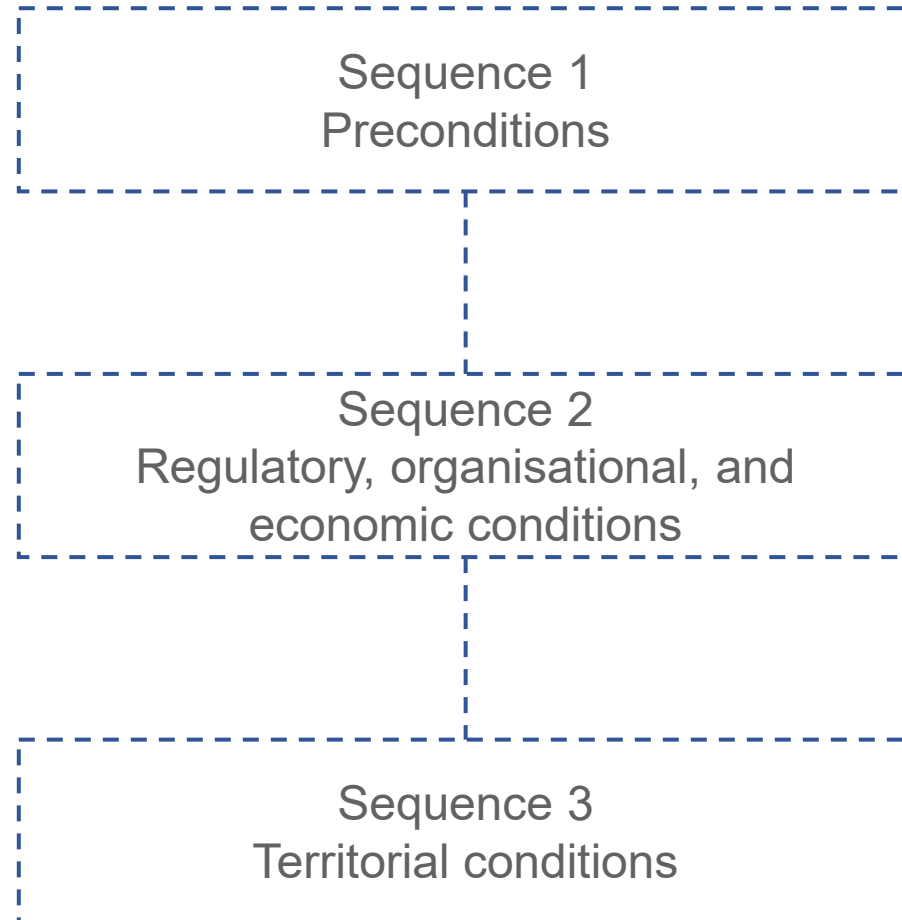 Sequence 1
Preconditions
Sequence 2
Regulatory, organisational, and
economic conditions
Sequence 3
Territorial conditions